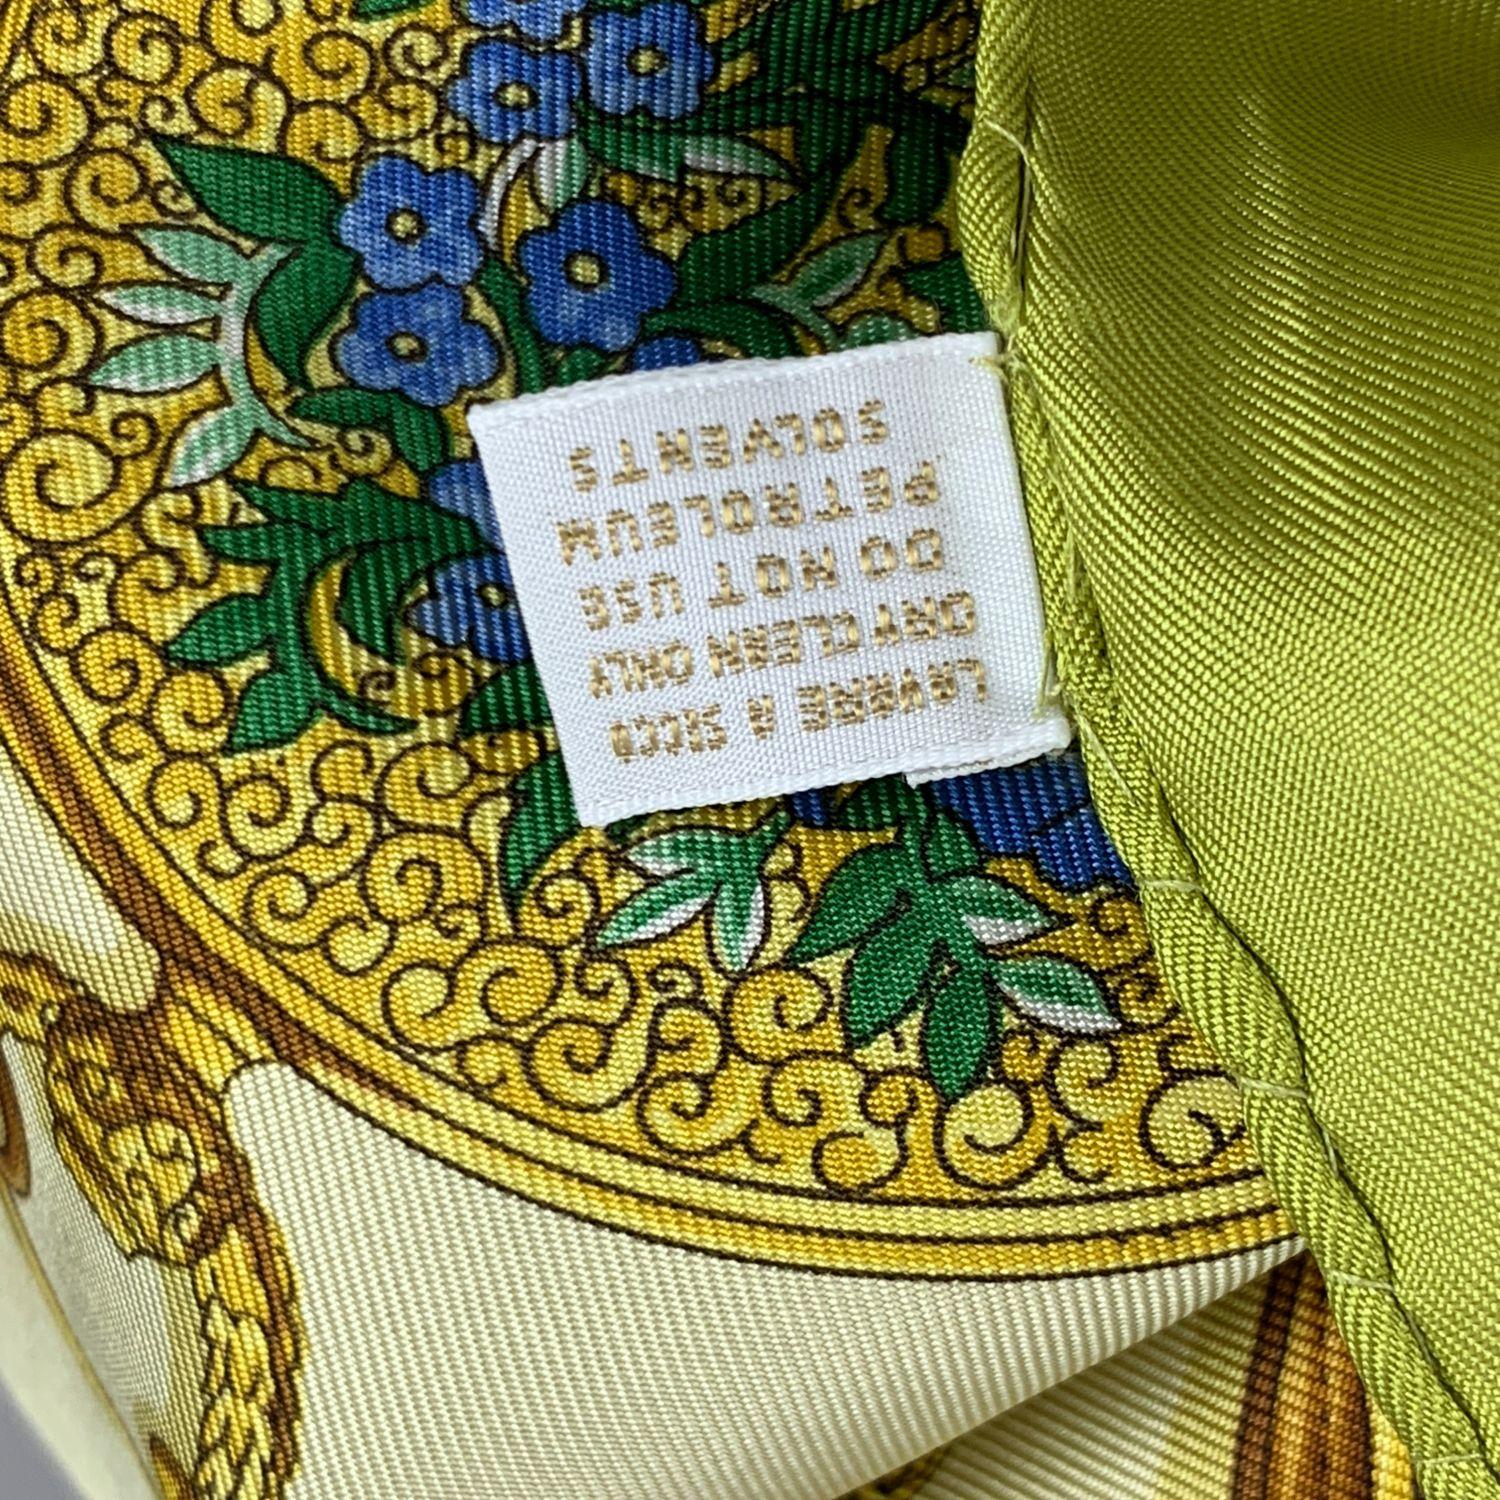 LAVARE A SECCO
DRY CLEAN ONLY
DO NOT USE
PETROLEUM
SOLVENTS